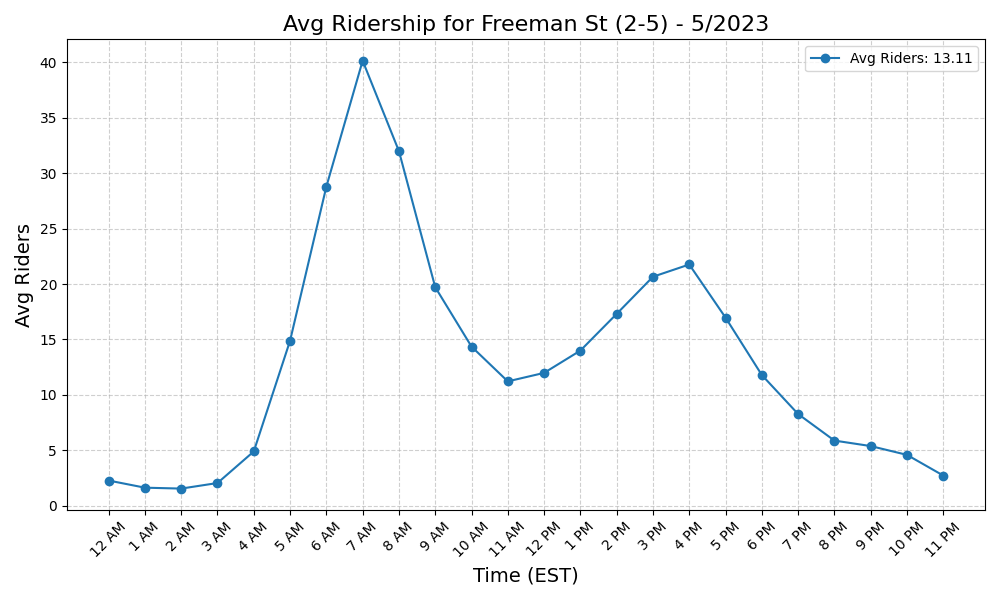 Avg Ridership for Freeman St (2-5) - 5/2023
Avg Riders: 13.11
Avg Riders
40
35
30
25
20
15
10
5
0
12 AM
1 AM
2 AM
3 AM
4 AM
5 AM
6 AM
7 AM
8 AM
9 AM
10 AM
11 AM
12 PM
1 PM
2 PM
3 PM
4 PM
5 PM
6 PM
7 PM
8 PM
9 PM
10 PM
11 PM
Time (EST)